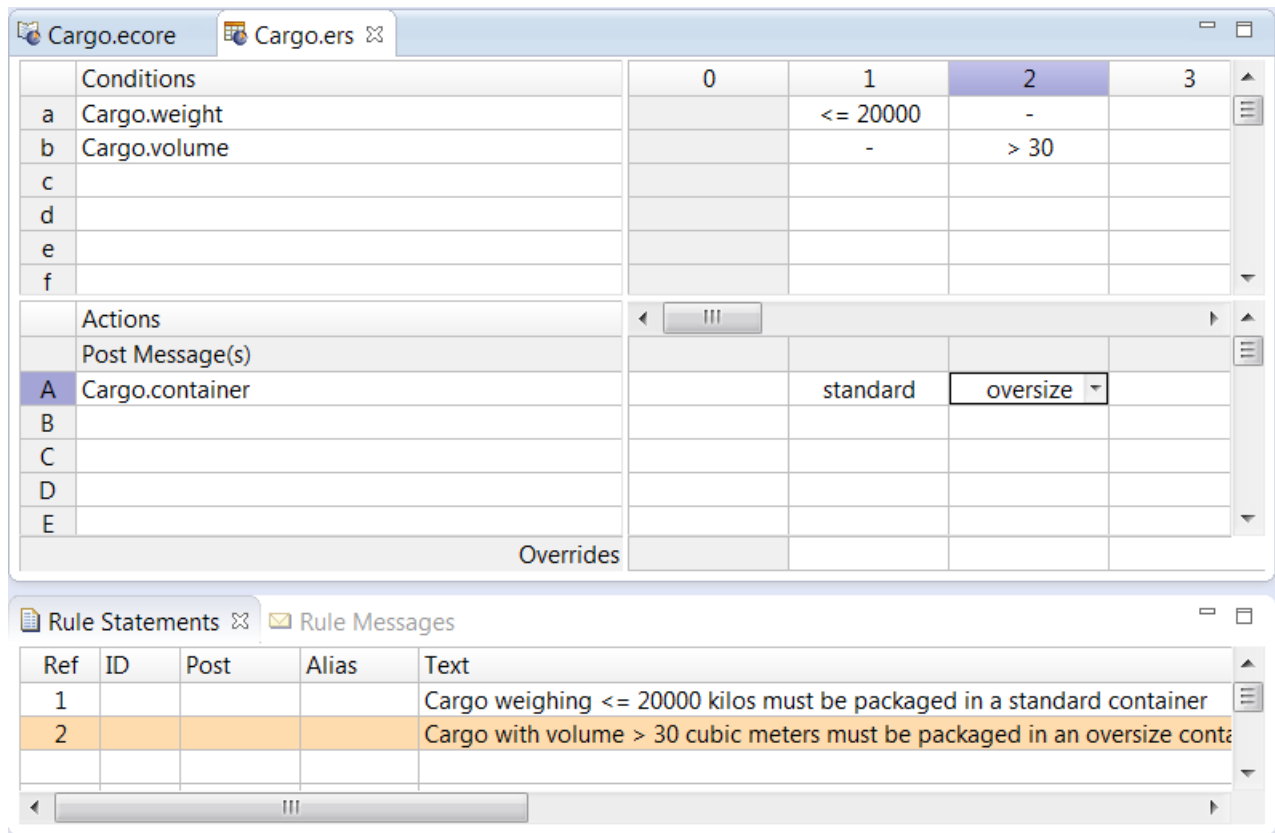 Cargo.ecore Cargo.ers
Conditions 0 1 2 3
a Cargo.weight <= 20000 -
b Cargo.volume - > 30
c
d
e
f
Actions
Post Message(s)
A Cargo.container standard oversize
B
C
D
E
Overrides
Rule Statements Rule Messages
Ref ID Post Alias Text
1 Cargo weighing <= 20000 kilos must be packaged in a standard container
2 Cargo with volume > 30 cubic meters must be packaged in an oversize conta